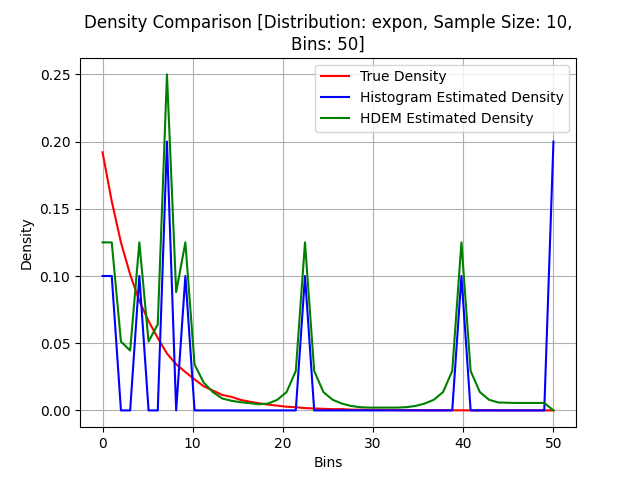 Density Comparison [Distribution: expon, Sample Size: 10,
Bins: 50]
True Density
Histogram Estimated Density
HDEM Estimated Density
Density
0.25
0.20
0.15
0.10
0.05
0.00
0 10 20 30 40 50
Bins